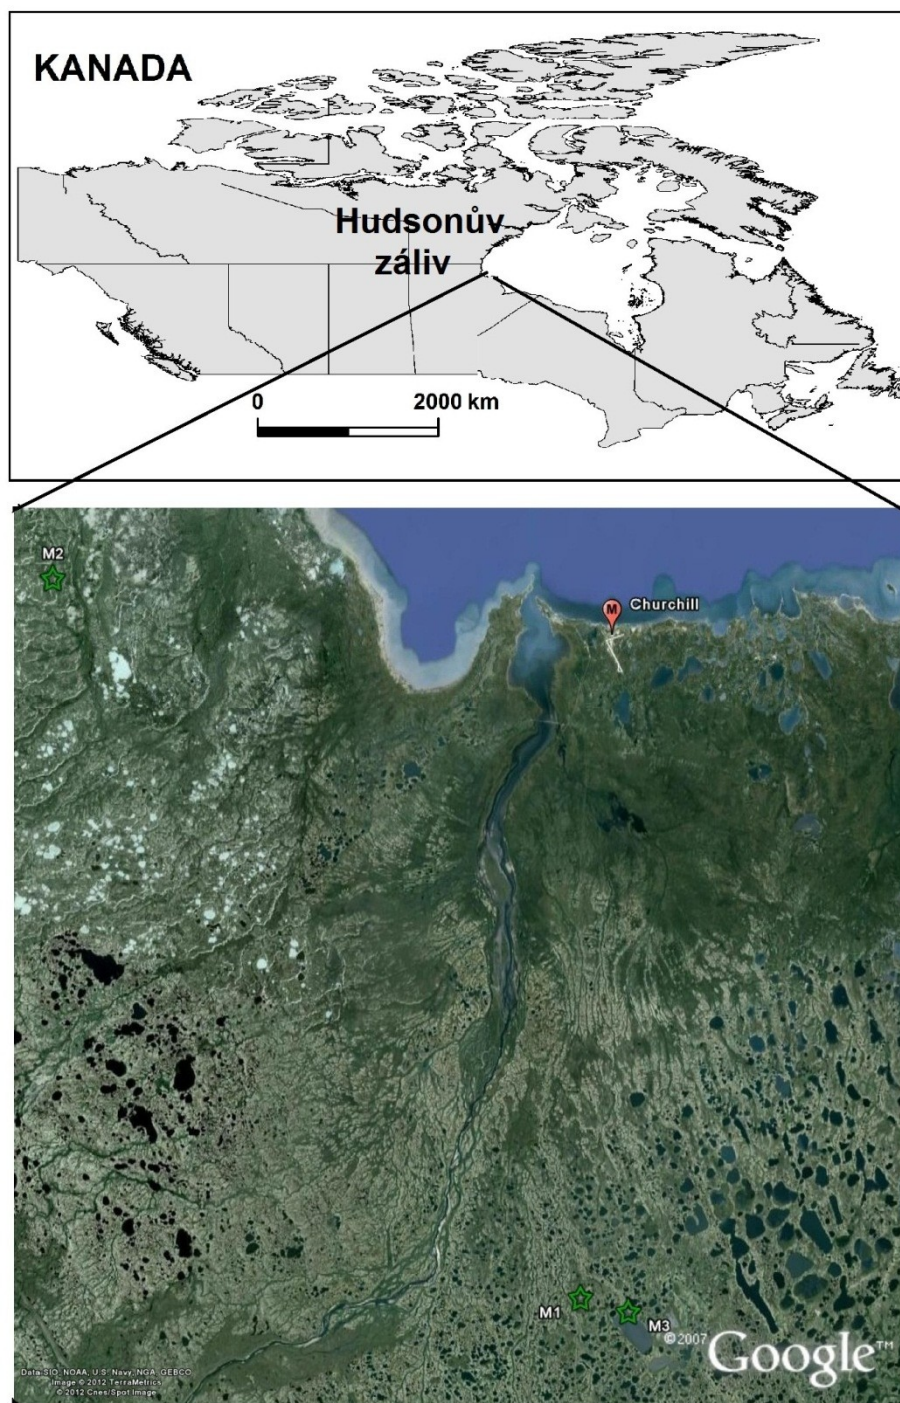 KANADA
Hudsonův
záliv
0 2000 km
M2
M Churchill
M1
M3
©2007 Google™
Data SIO, NOAA, U.S. Navy, NGA, GEBCO
Image © 2012 TerraMetrics
© 2012 Cnes/Spot Image